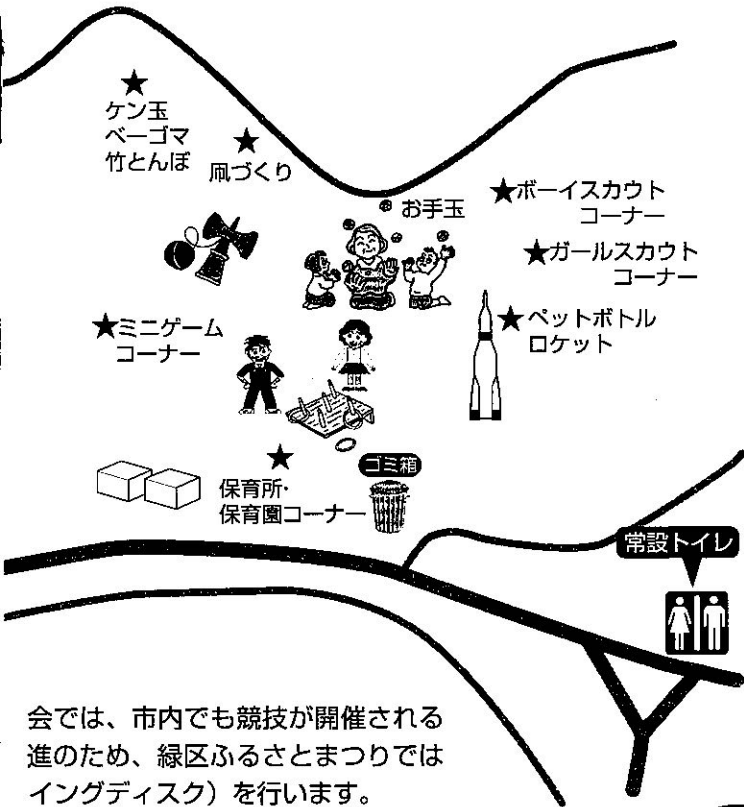 ★
ケン玉
ベーゴマ
竹とんぼ
★
凧づくり
お手玉
★ボーイスカウト
コーナー
★ガールスカウト
コーナー
★ミニゲーム
コーナー
★ペットボトル
ロケット
★
保育所・
保育園コーナー
ゴミ箱
常設トイレ
会では、市内でも競技が開催される
進のため、緑区ふるさとまつりでは
イングディスク）を行います。